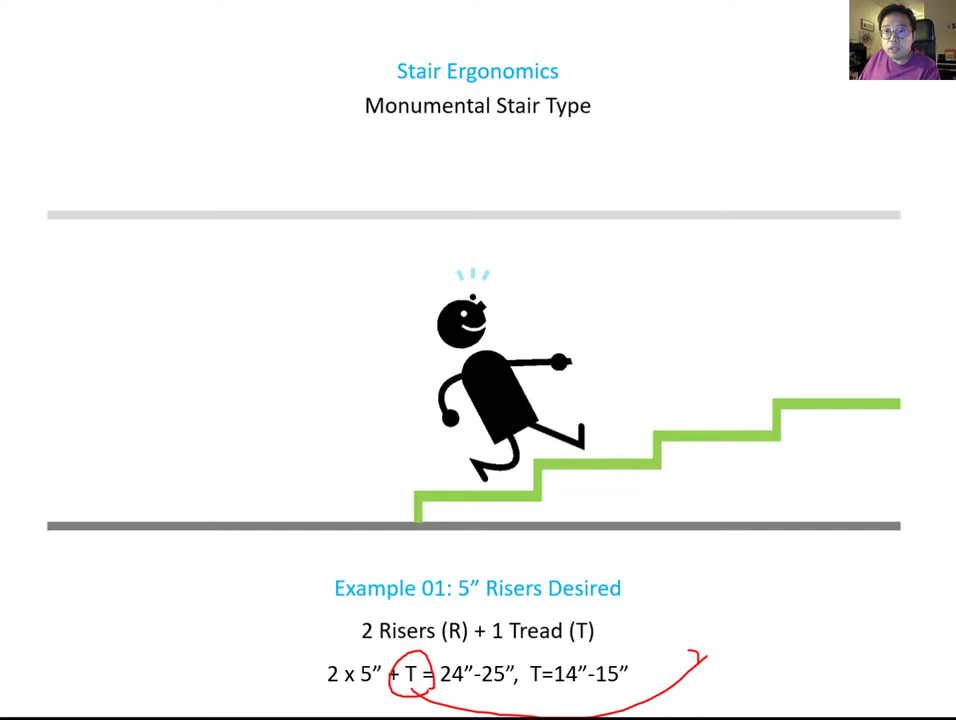 Stair Ergonomics
Monumental Stair Type
Example 01: 5” Risers Desired
2 Risers (R) + 1 Tread (T)
2 x 5” + T = 24”-25”,  T=14”-15”